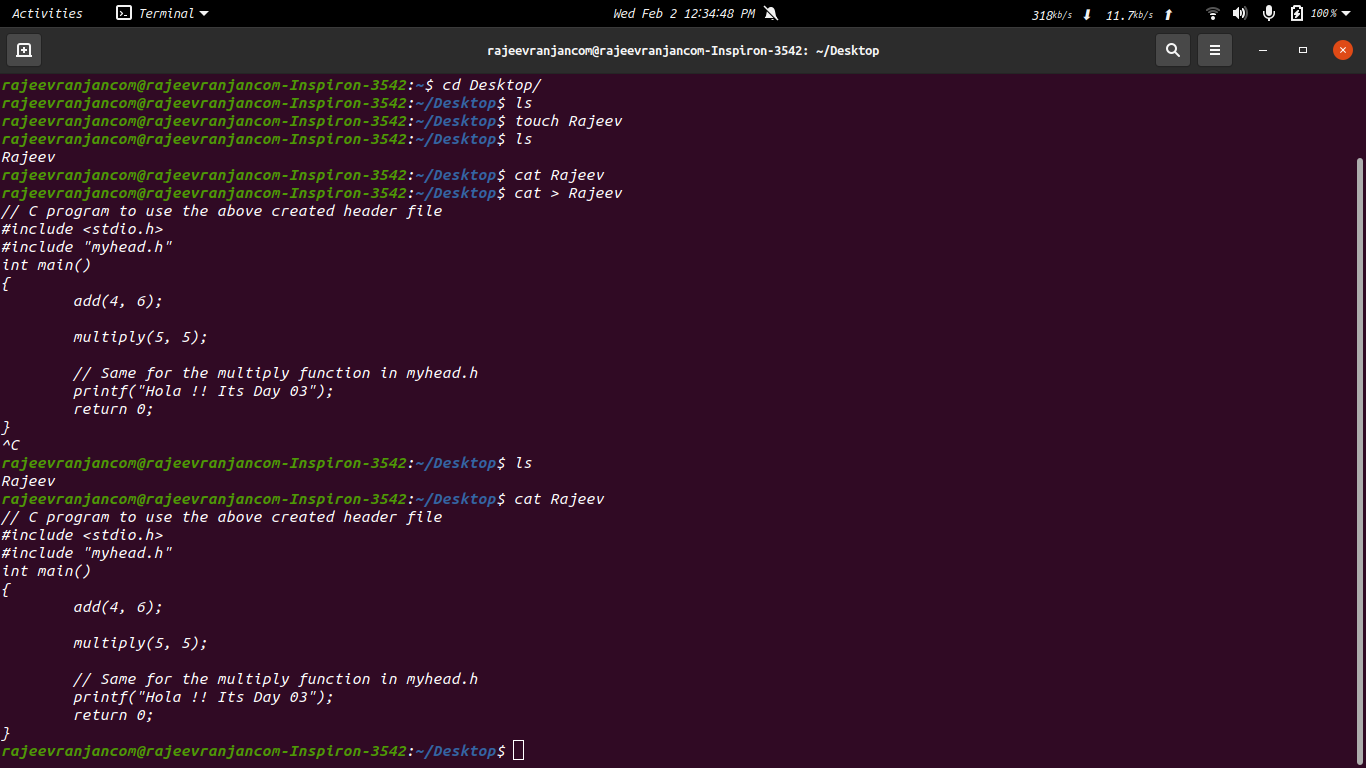 Activities Terminal Wed Feb 2 12:34:48 PM 318kb/s 11.7kb/s 100%
rajeevranjancom@rajeevranjancom-Inspiron-3542: ~/Desktop
rajeevranjancom@rajeevranjancom-Inspiron-3542:~$ cd Desktop/
rajeevranjancom@rajeevranjancom-Inspiron-3542:~/Desktop$ ls
rajeevranjancom@rajeevranjancom-Inspiron-3542:~/Desktop$ touch Rajeev
rajeevranjancom@rajeevranjancom-Inspiron-3542:~/Desktop$ ls
Rajeev
rajeevranjancom@rajeevranjancom-Inspiron-3542:~/Desktop$ cat Rajeev
rajeevranjancom@rajeevranjancom-Inspiron-3542:~/Desktop$ cat > Rajeev
// C program to use the above created header file
#include <stdio.h>
#include "myhead.h"
int main()
{
        add(4, 6);
        multiply(5, 5);
        // Same for the multiply function in myhead.h
        printf("Hola !! Its Day 03");
        return 0;
}
^C
rajeevranjancom@rajeevranjancom-Inspiron-3542:~/Desktop$ ls
Rajeev
rajeevranjancom@rajeevranjancom-Inspiron-3542:~/Desktop$ cat Rajeev
// C program to use the above created header file
#include <stdio.h>
#include "myhead.h"
int main()
{
        add(4, 6);
        multiply(5, 5);
        // Same for the multiply function in myhead.h
        printf("Hola !! Its Day 03");
        return 0;
}
rajeevranjancom@rajeevranjancom-Inspiron-3542:~/Desktop$